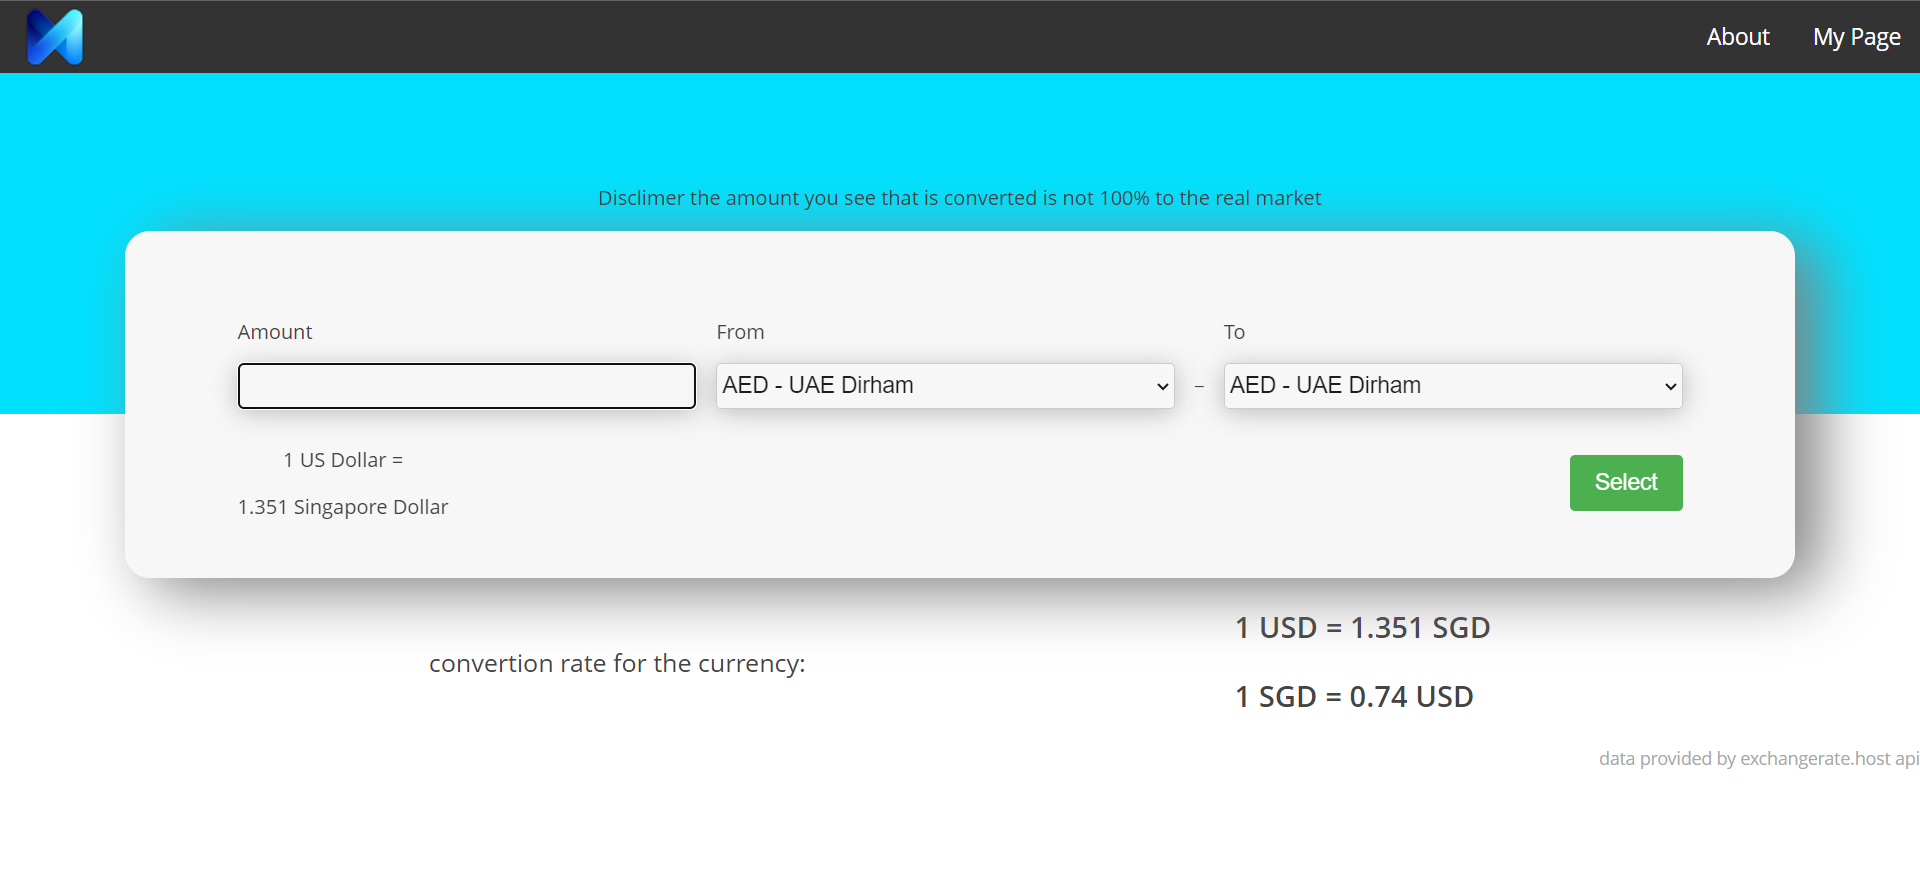 About
My Page
Disclimer the amount you see that is converted is not 100% to the real market
Amount
From
To
AED - UAE Dirham
–
AED - UAE Dirham
1 US Dollar =
1.351 Singapore Dollar
Select
convertion rate for the currency:
1 USD = 1.351 SGD
1 SGD = 0.74 USD
data provided by exchangerate.host api